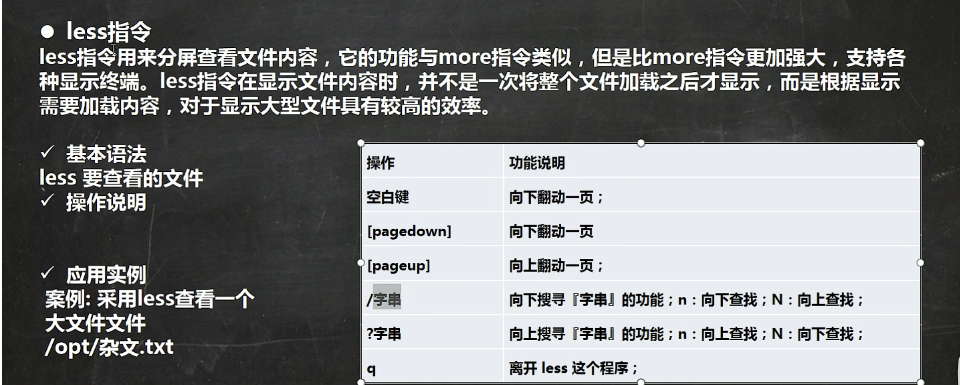 ● less指令
less指令用来分屏查看文件内容，它的功能与more指令类似，但是比more指令更加强大，支持各
种显示终端。less指令在显示文件内容时，并不是一次将整个文件加载之后才显示，而是根据显示
需要加载内容，对于显示大型文件具有较高的效率。
✓ 基本语法
less 要查看的文件
✓ 操作说明
操作 功能说明
空白键 向下翻动一页；
[pagedown] 向下翻动一页
[pageup] 向上翻动一页；
/字串 向下搜寻『字串』的功能；n：向下查找；N：向上查找；
?字串 向上搜寻『字串』的功能；n：向上查找；N：向下查找；
q 离开 less 这个程序；
✓ 应用实例
案例: 采用less查看一个
大文件文件
/opt/杂文.txt